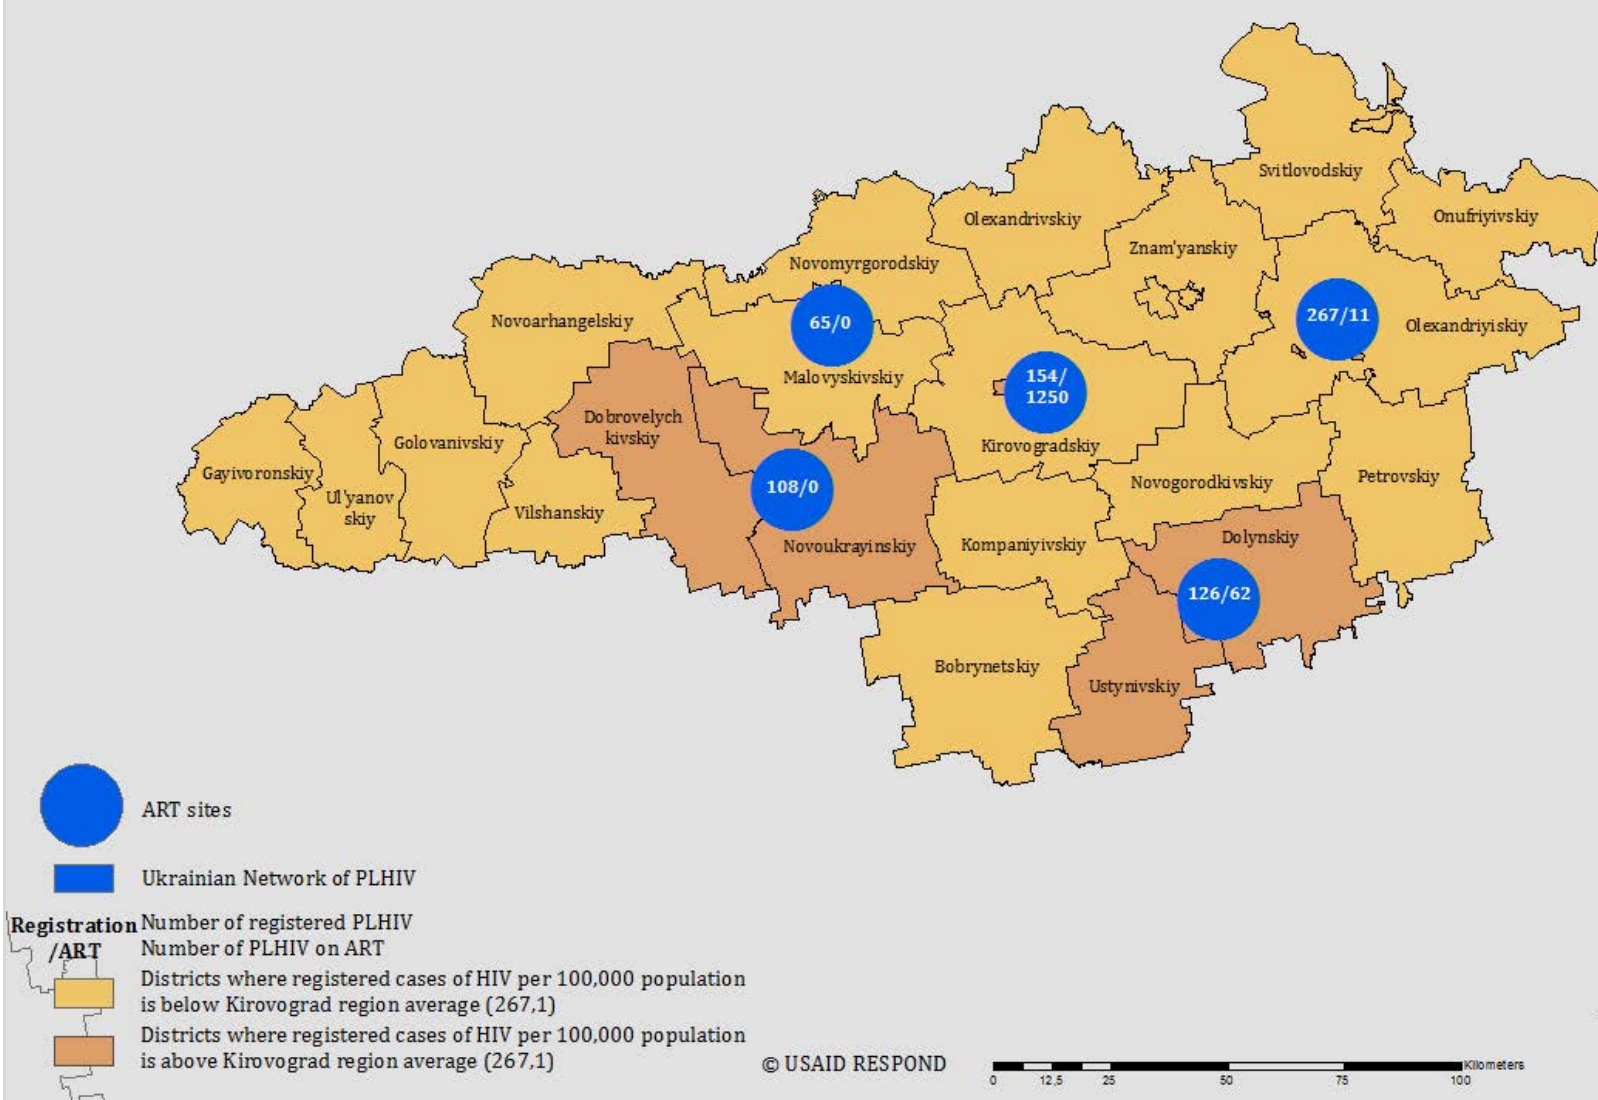 Svitlovodskiy
Onufriyivskiy
Olexandrivskiy
Znam'yanskiy
Novomyrgorodskiy
Novoarhangelskiy
65/0
267/11
Olexandriyiskiy
Malovyskivskiy
154/
1250
Kirovogradskiy
Dobrovelych
kivskiy
Golovanivskiy
Gayivoronskiy
Ul'yanov
skiy
Vilshanskiy
108/0
Novoukrayinskiy
Novogorodkivskiy
Petrovskiy
Kompaniyivskiy
Dolynskiy
126/62
Bobrynetskiy
Ustynivskiy
ART sites
Ukrainian Network of PLHIV
Registration
/ART
Number of registered PLHIV
Number of PLHIV on ART
Districts where registered cases of HIV per 100,000 population
is below Kirovograd region average (267,1)
Districts where registered cases of HIV per 100,000 population
is above Kirovograd region average (267,1)
© USAID RESPOND
Kilometers
0 12,5 25 50 75 100